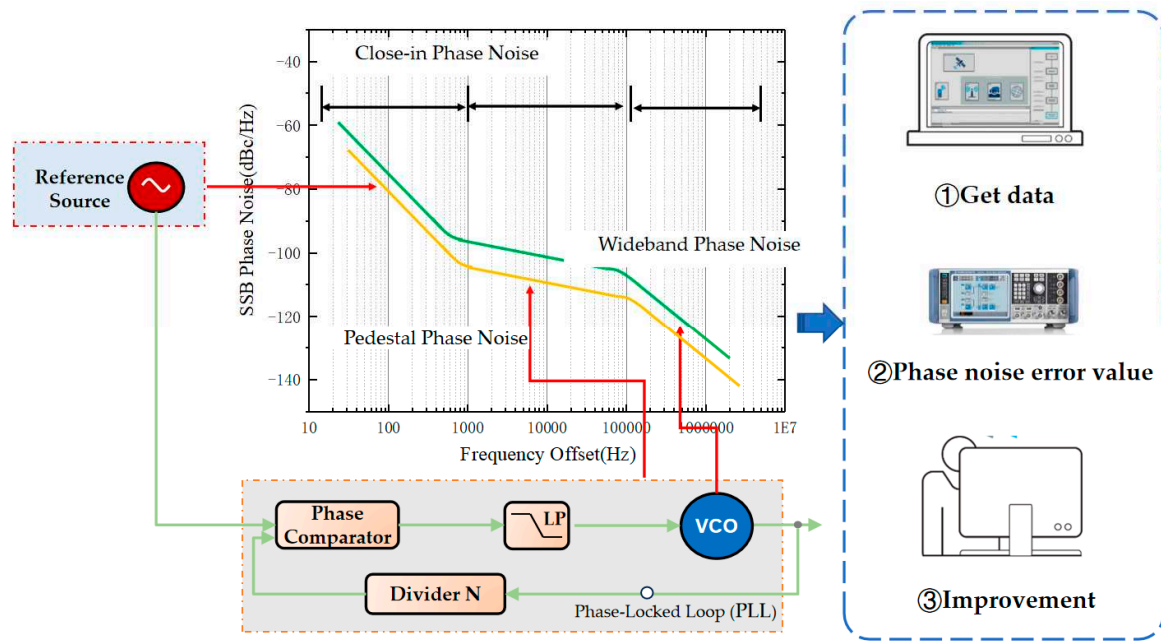 Close-in Phase Noise
SSB Phase Noise(dBc/Hz)
−40
−60
−80
−100
−120
−140
Wideband Phase Noise
Pedestal Phase Noise
10
100
1000
10000
100000
1000000
1E7
Frequency Offset(Hz)
Reference
Source
Phase
Comparator
LP
VCO
Divider N
Phase-Locked Loop (PLL)
①Get data
②Phase noise error value
③Improvement